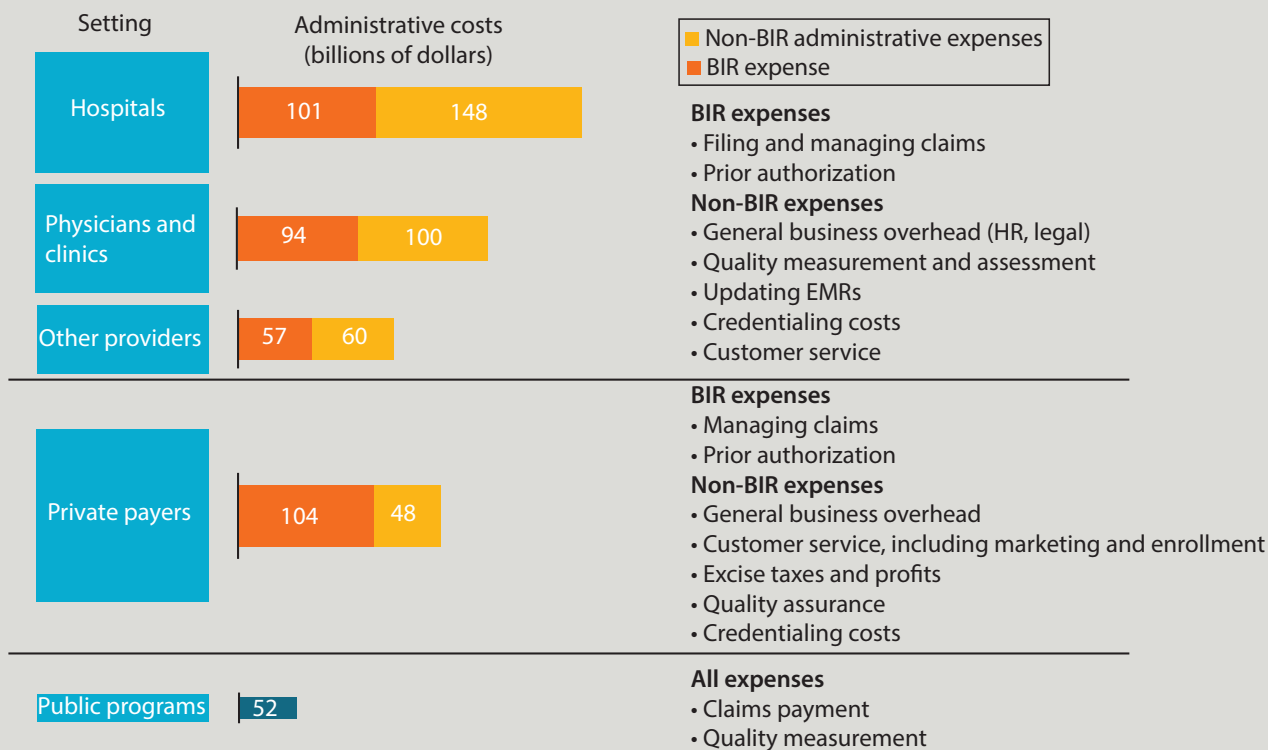 Setting
Administrative costs
(billions of dollars)
Non-BIR administrative expenses
BIR expense
Hospitals
101 148
BIR expenses
• Filing and managing claims
• Prior authorization
Non-BIR expenses
• General business overhead (HR, legal)
• Quality measurement and assessment
• Updating EMRs
• Credentialing costs
• Customer service
Physicians and
clinics
94 100
Other providers
57 60
Private payers
104 48
BIR expenses
• Managing claims
• Prior authorization
Non-BIR expenses
• General business overhead
• Customer service, including marketing and enrollment
• Excise taxes and profits
• Quality assurance
• Credentialing costs
Public programs
52
All expenses
• Claims payment
• Quality measurement